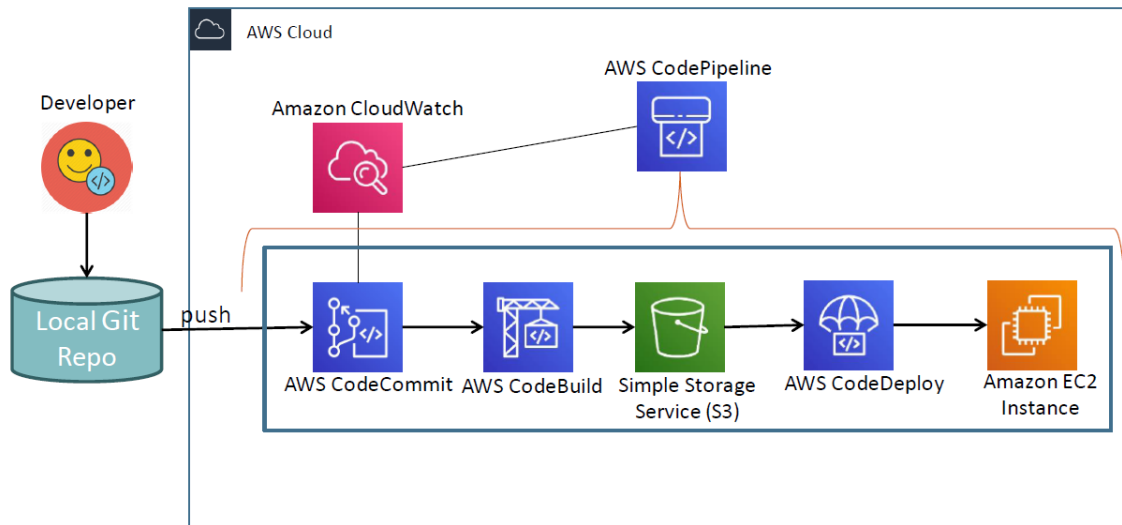 AWS Cloud
AWS CodePipeline
Developer
Amazon CloudWatch
Local Git
Repo
push
AWS CodeCommit
AWS CodeBuild
Simple Storage
Service (S3)
AWS CodeDeploy
Amazon EC2
Instance